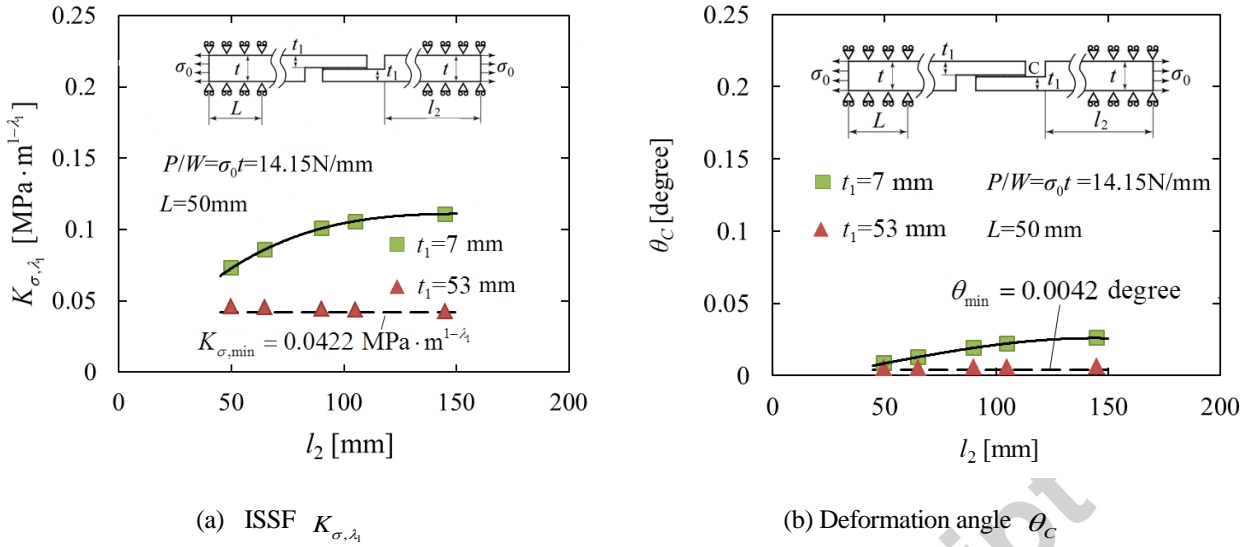 0.25
0.2
0.15
0.1
0.05
0
0 50 100 150 200
K_{σ,λ₁} [MPa·m^{1−λ₁}]
l₂ [mm]
σ₀ t t₁ t₁ t σ₀
L l₂
P/W=σ₀t=14.15N/mm
L=50mm
t₁=7 mm
t₁=53 mm
K_{σ,min} = 0.0422 MPa·m^{1−λ₁}
(a) ISSF K_{σ,λ₁}
0.25
0.2
0.15
0.1
0.05
0
0 50 100 150 200
θ_C [degree]
l₂ [mm]
σ₀ t t₁ C t₁ t σ₀
L l₂
t₁=7 mm P/W=σ₀t=14.15N/mm
t₁=53 mm L=50 mm
θ_min = 0.0042 degree
(b) Deformation angle θ_C